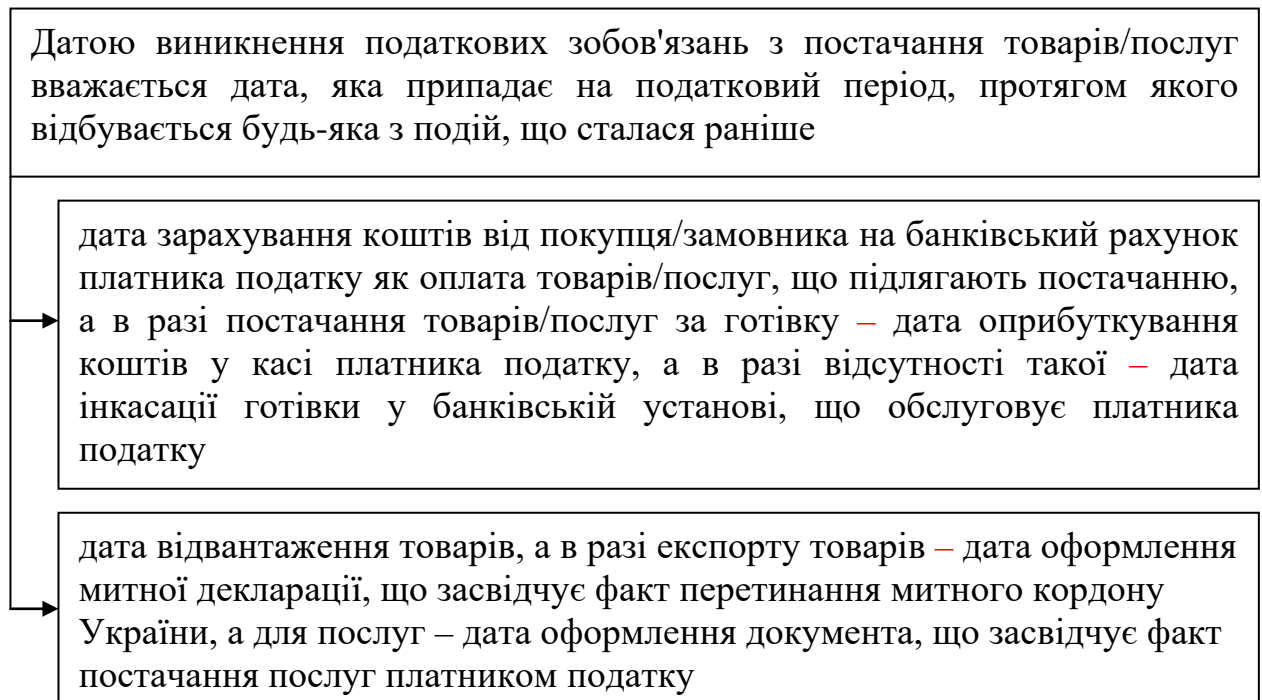 Датою виникнення податкових зобов'язань з постачання товарів/послуг
вважається дата, яка припадає на податковий період, протягом якого
відбувається будь-яка з подій, що сталася раніше
дата зарахування коштів від покупця/замовника на банківський рахунок
платника податку як оплата товарів/послуг, що підлягають постачанню,
а в разі постачання товарів/послуг за готівку – дата оприбуткування
коштів у касі платника податку, а в разі відсутності такої – дата
інкасації готівки у банківській установі, що обслуговує платника
податку
дата відвантаження товарів, а в разі експорту товарів – дата оформлення
митної декларації, що засвідчує факт перетинання митного кордону
України, а для послуг – дата оформлення документа, що засвідчує факт
постачання послуг платником податку